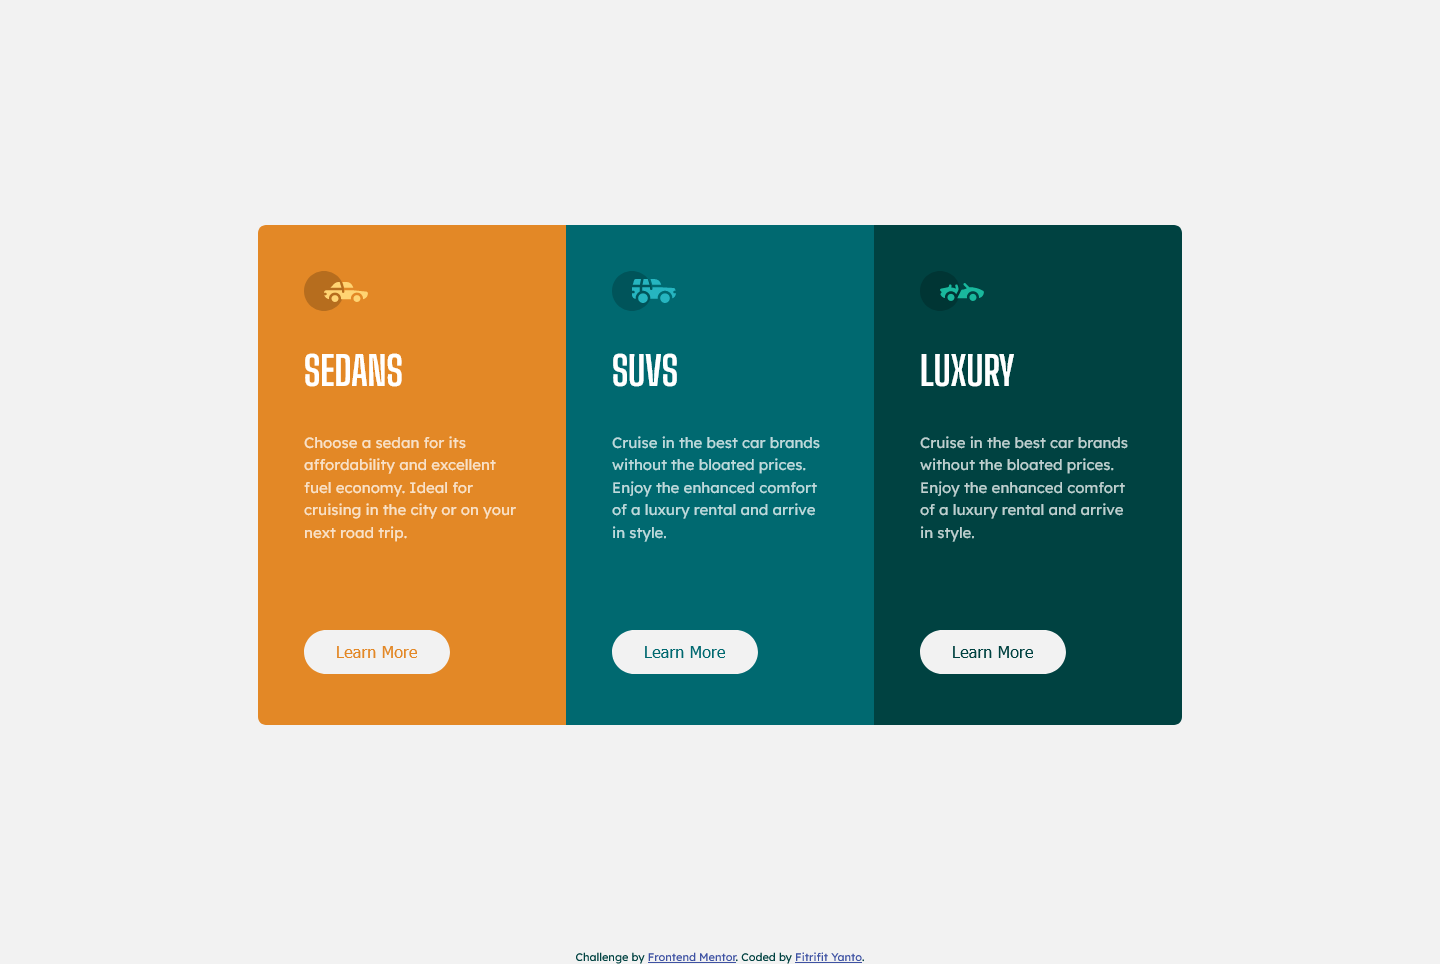 SEDANS
Choose a sedan for its
affordability and excellent
fuel economy. Ideal for
cruising in the city or on your
next road trip.
Learn More
SUVS
Cruise in the best car brands
without the bloated prices.
Enjoy the enhanced comfort
of a luxury rental and arrive
in style.
Learn More
LUXURY
Cruise in the best car brands
without the bloated prices.
Enjoy the enhanced comfort
of a luxury rental and arrive
in style.
Learn More
Challenge by Frontend Mentor. Coded by Fitrifit Yanto.